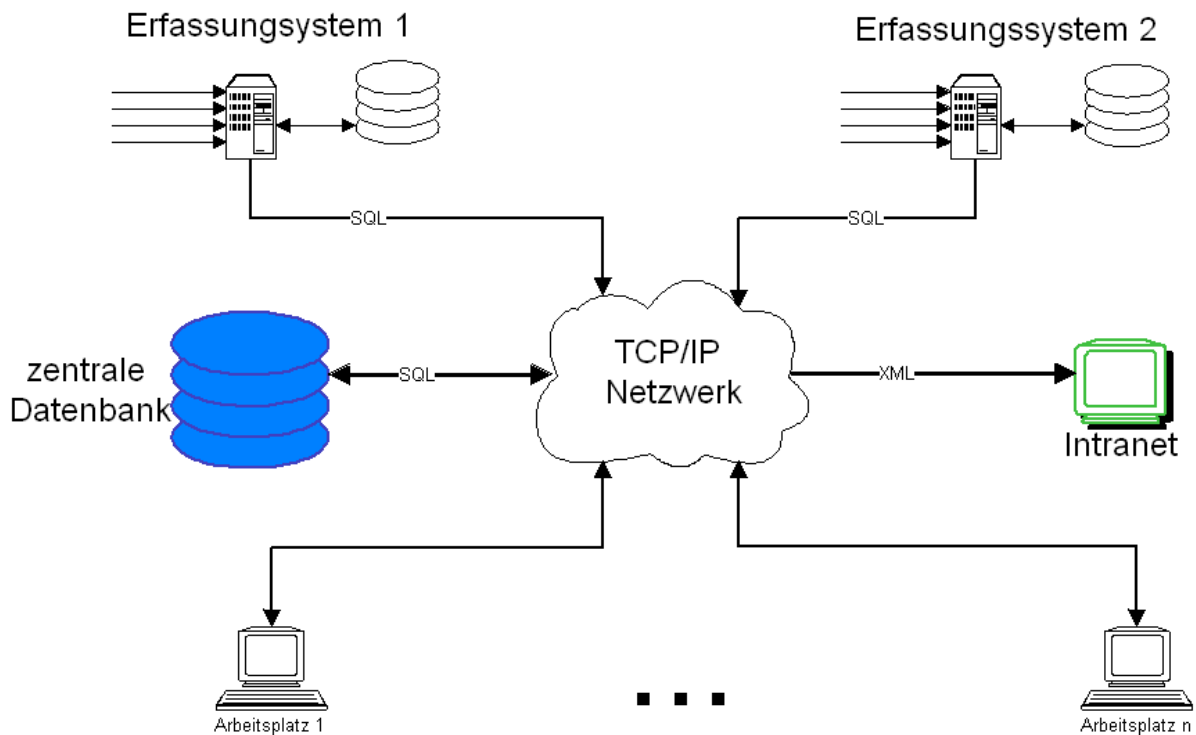 Erfassungsystem 1
Erfassungssystem 2
SQL
SQL
zentrale
Datenbank
SQL
TCP/IP
Netzwerk
XML
Intranet
Arbeitsplatz 1
Arbeitsplatz n